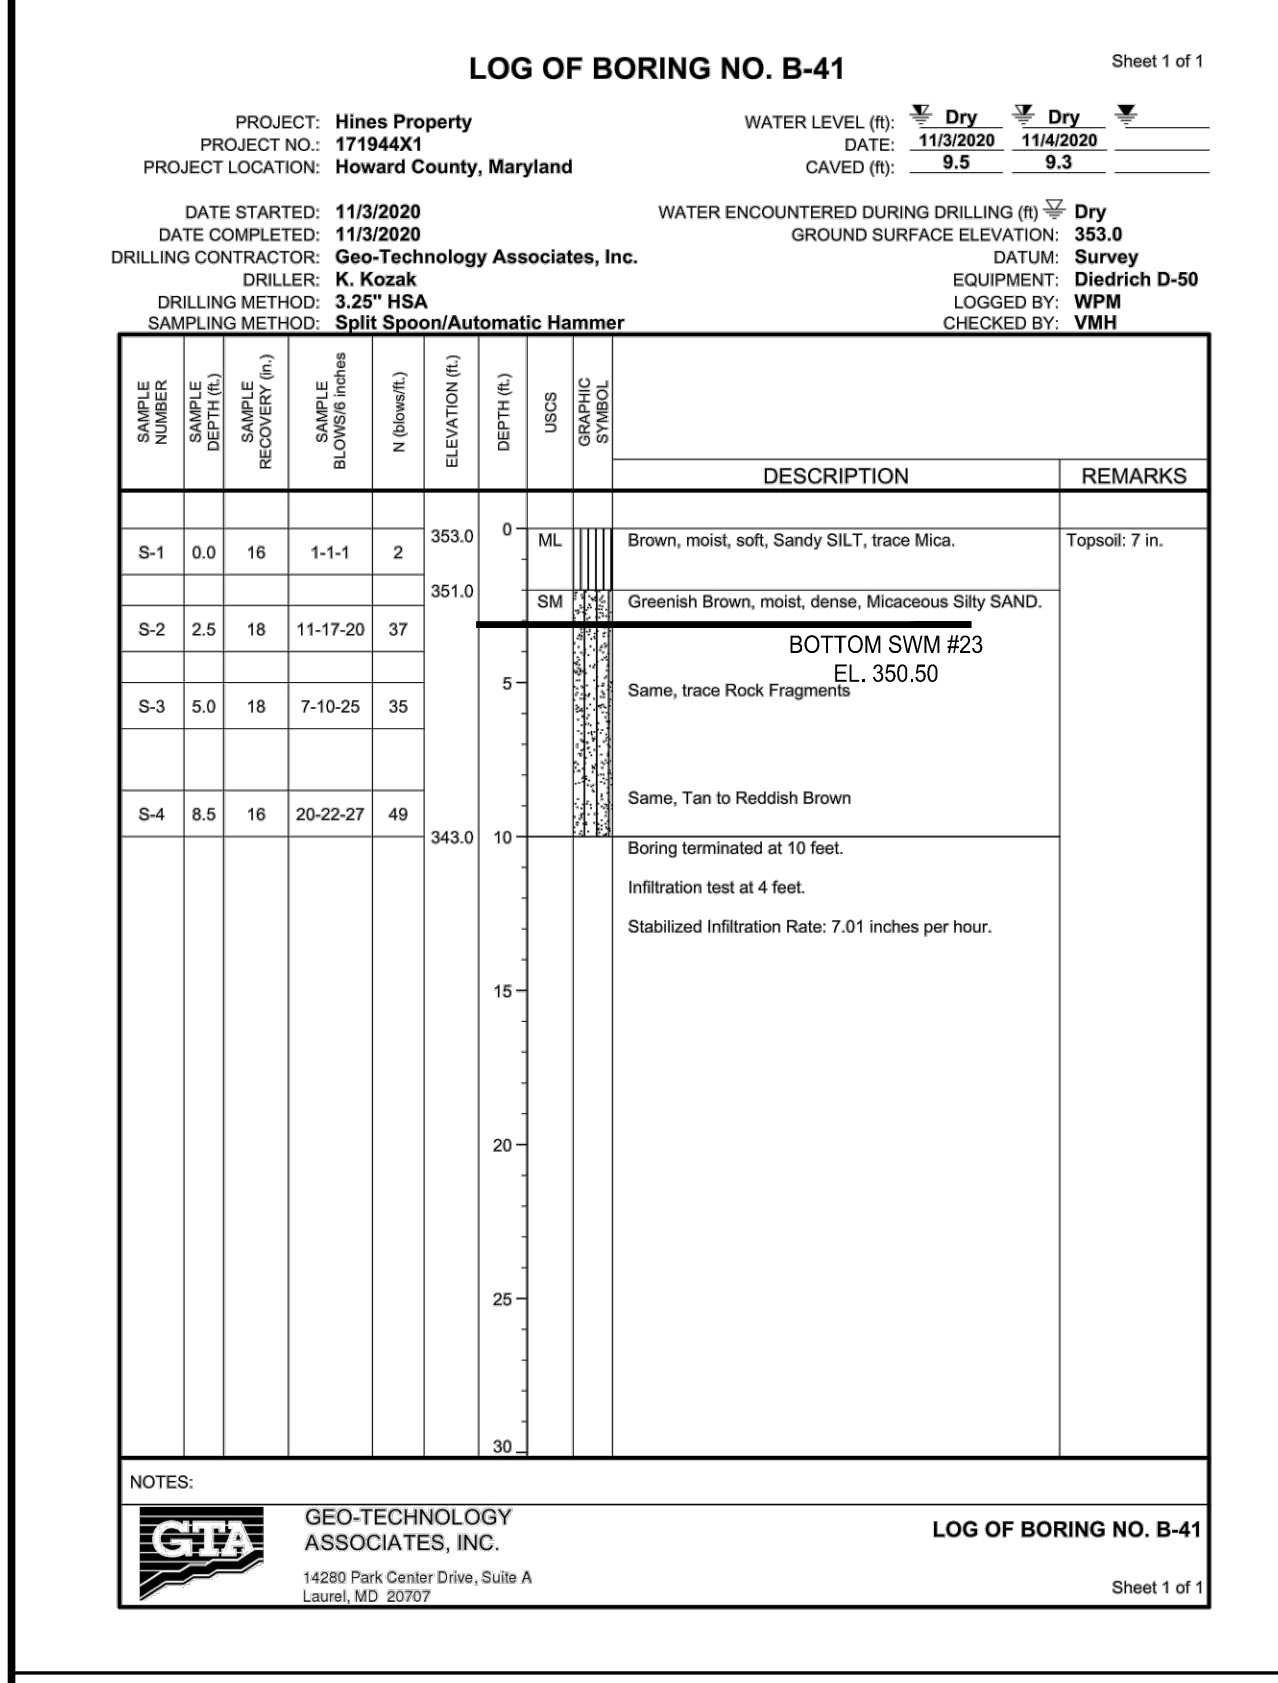 LOG OF BORING NO. B-41
Sheet 1 of 1
PROJECT: Hines Property
PROJECT NO.: 171944X1
PROJECT LOCATION: Howard County, Maryland
WATER LEVEL (ft): Dry Dry
DATE: 11/3/2020 11/4/2020
CAVED (ft): 9.5 9.3
DATE STARTED: 11/3/2020
DATE COMPLETED: 11/3/2020
DRILLING CONTRACTOR: Geo-Technology Associates, Inc.
DRILLER: K. Kozak
DRILLING METHOD: 3.25" HSA
SAMPLING METHOD: Split Spoon/Automatic Hammer
WATER ENCOUNTERED DURING DRILLING (ft) Dry
GROUND SURFACE ELEVATION: 353.0
DATUM: Survey
EQUIPMENT: Diedrich D-50
LOGGED BY: WPM
CHECKED BY: VMH
SAMPLE NUMBER
SAMPLE DEPTH (ft.)
SAMPLE RECOVERY (in.)
SAMPLE BLOWS/6 inches
N (blows/ft.)
ELEVATION (ft.)
DEPTH (ft.)
USCS
GRAPHIC SYMBOL
DESCRIPTION
REMARKS
353.0 0
S-1 0.0 16 1-1-1 2 ML Brown, moist, soft, Sandy SILT, trace Mica. Topsoil: 7 in.
351.0
SM Greenish Brown, moist, dense, Micaceous Silty SAND.
S-2 2.5 18 11-17-20 37
BOTTOM SWM #23
EL. 350.50
5
Same, trace Rock Fragments
S-3 5.0 18 7-10-25 35
Same, Tan to Reddish Brown
S-4 8.5 16 20-22-27 49
343.0 10
Boring terminated at 10 feet.
Infiltration test at 4 feet.
Stabilized Infiltration Rate: 7.01 inches per hour.
15
20
25
30
NOTES:
GTA
GEO-TECHNOLOGY
ASSOCIATES, INC.
14280 Park Center Drive, Suite A
Laurel, MD 20707
LOG OF BORING NO. B-41
Sheet 1 of 1